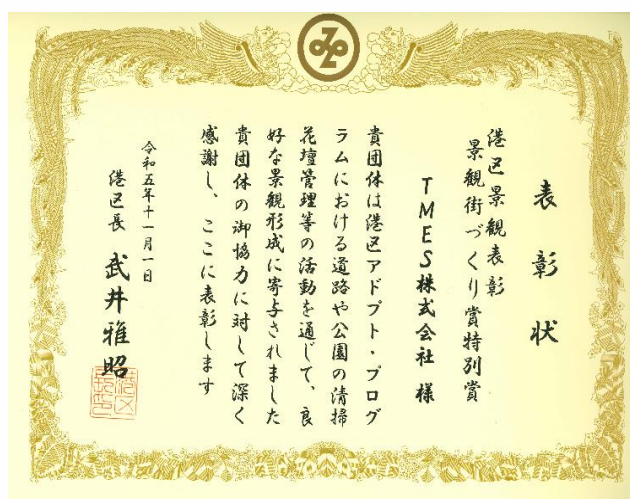 表彰状
港区景観表彰
景観街づくり賞特別賞
TMES株式会社 様
貴団体は港区アドプト・プログ
ラムにおける道路や公園の清掃
花壇管理等の活動を通じて、良
好な景観形成に寄与されました
貴団体の御協力に対して深く
感謝し、ここに表彰します
令和五年十一月一日
港区長 武井雅昭